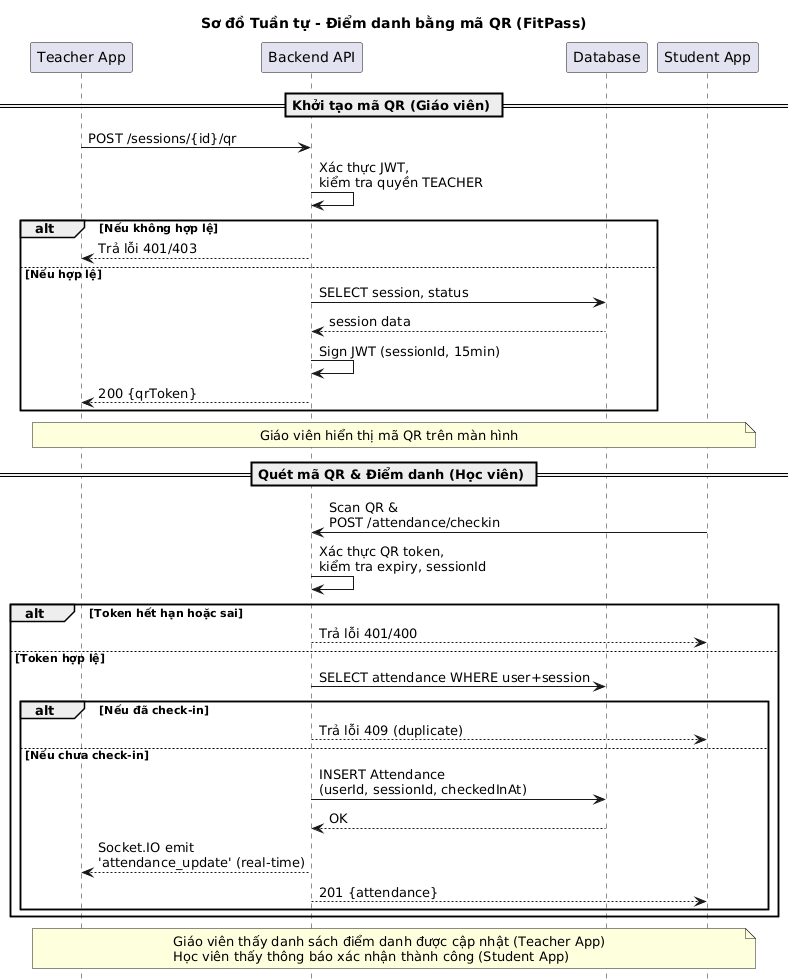 Sơ đồ Tuần tự - Điểm danh bằng mã QR (FitPass)
Teacher App
Backend API
Database
Student App
Khởi tạo mã QR (Giáo viên)
POST /sessions/{id}/qr
Xác thực JWT,
kiểm tra quyền TEACHER
alt
[Nếu không hợp lệ]
Trả lỗi 401/403
[Nếu hợp lệ]
SELECT session, status
session data
Sign JWT (sessionId, 15min)
200 {qrToken}
Giáo viên hiển thị mã QR trên màn hình
Quét mã QR & Điểm danh (Học viên)
Scan QR &
POST /attendance/checkin
Xác thực QR token,
kiểm tra expiry, sessionId
alt
[Token hết hạn hoặc sai]
Trả lỗi 401/400
[Token hợp lệ]
SELECT attendance WHERE user+session
alt
[Nếu đã check-in]
Trả lỗi 409 (duplicate)
[Nếu chưa check-in]
INSERT Attendance
(userId, sessionId, checkedInAt)
OK
Socket.IO emit
'attendance_update' (real-time)
201 {attendance}
Giáo viên thấy danh sách điểm danh được cập nhật (Teacher App)
Học viên thấy thông báo xác nhận thành công (Student App)